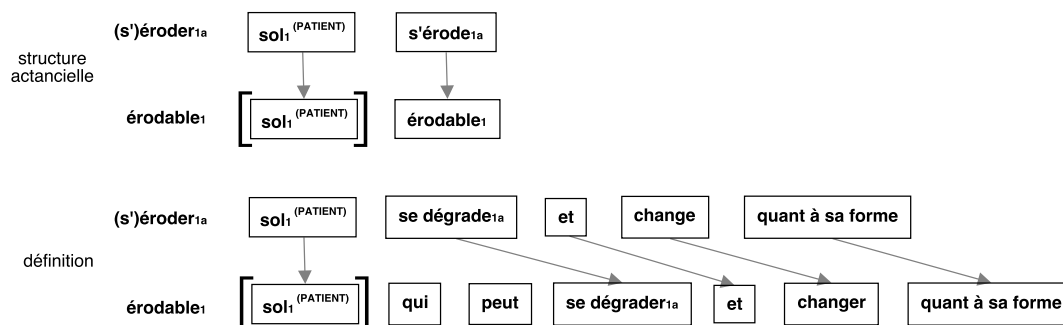 (s')éroder1a sol1 (PATIENT) s'érode1a
structure
actancielle
érodable1 sol1 (PATIENT) érodable1
(s')éroder1a sol1 (PATIENT) se dégrade1a et change quant à sa forme
définition
érodable1 sol1 (PATIENT) qui peut se dégrader1a et changer quant à sa forme